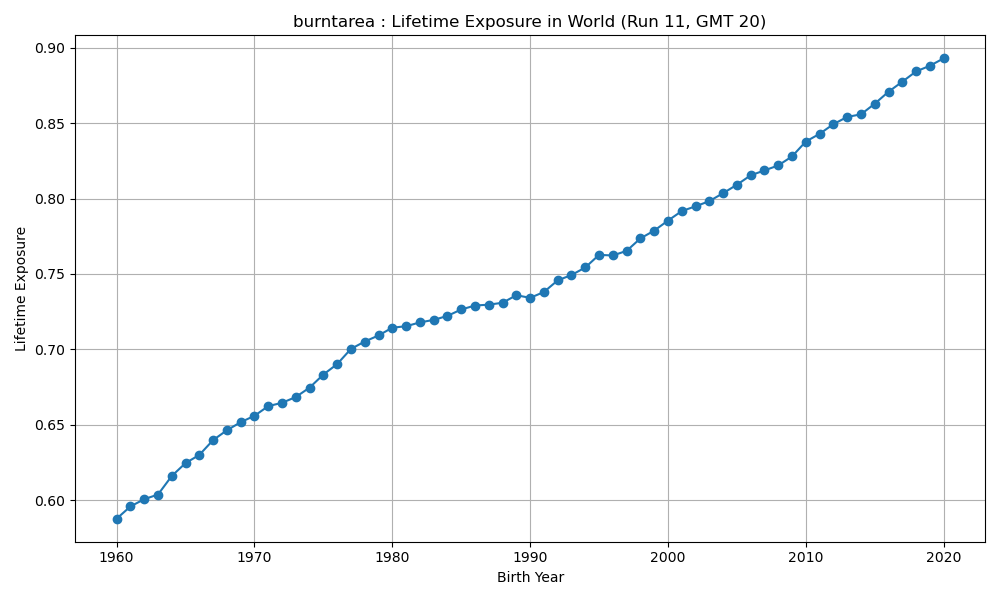 burntarea : Lifetime Exposure in World (Run 11, GMT 20)
Lifetime Exposure
0.90
0.85
0.80
0.75
0.70
0.65
0.60
1960 1970 1980 1990 2000 2010 2020
Birth Year